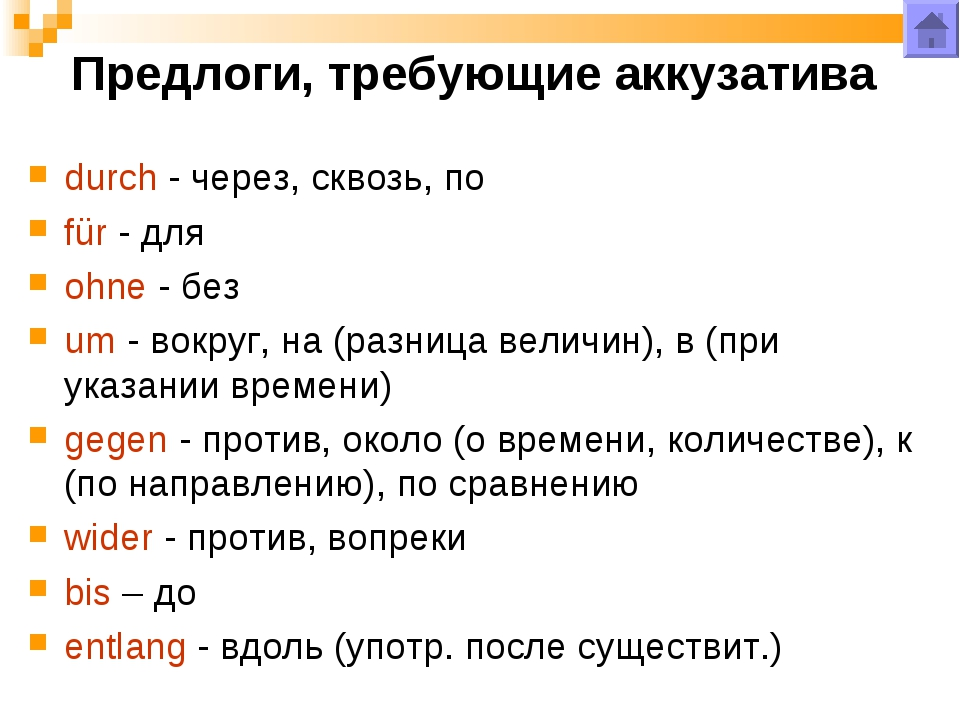 Предлоги, требующие аккузатива
durch - через, сквозь, по
für - для
ohne - без
um - вокруг, на (разница величин), в (при
указании времени)
gegen - против, около (о времени, количестве), к
(по направлению), по сравнению
wider - против, вопреки
bis – до
entlang - вдоль (употр. после существит.)